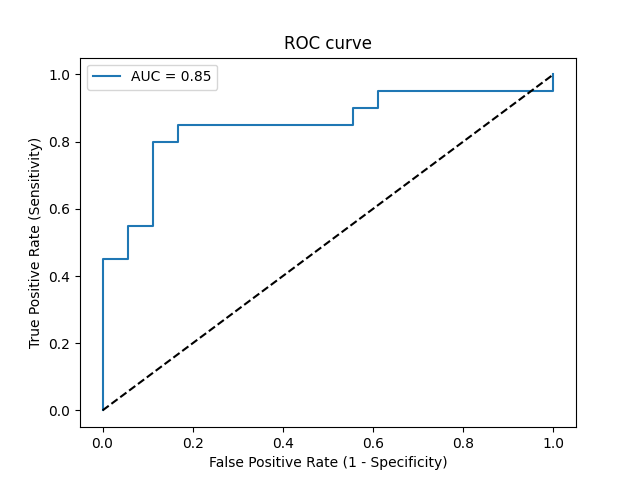 ROC curve
AUC = 0.85
True Positive Rate (Sensitivity)
1.0
0.8
0.6
0.4
0.2
0.0
0.0 0.2 0.4 0.6 0.8 1.0
False Positive Rate (1 - Specificity)